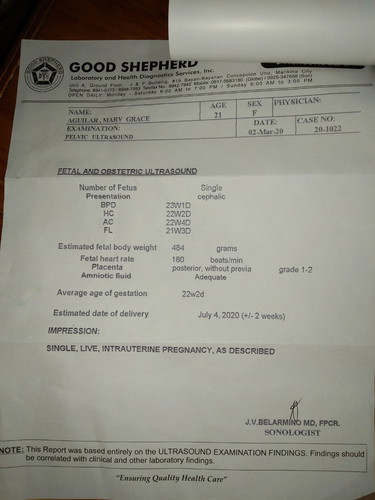 GOOD SHEPHERD
Laboratory and Health Diagnostics Services, Inc.
OPEN DAILY: Monday - Saturday 6:00 AM to 7:00 PM / Sunday 6:00 AM to 3:00 PM
NAME: AGE SEX PHYSICIAN:
AGUILAR, MARY GRACE 21 F
EXAMINATION: DATE: CASE NO:
PELVIC ULTRASOUND 02-Mar-20 20-1022
FETAL AND OBSTETRIC ULTRASOUND
Number of Fetus Single
Presentation cephalic
BPD 23W1D
HC 22W2D
AC 22W4D
FL 21W3D
Estimated fetal body weight 484 grams
Fetal heart rate 160 beats/min
Placenta posterior, without previa grade 1-2
Amniotic fluid Adequate
Average age of gestation 22w2d
Estimated date of delivery July 4, 2020 (+/- 2 weeks)
IMPRESSION:
SINGLE, LIVE, INTRAUTERINE PREGNANCY, AS DESCRIBED
J.V.BELARMINO MD, FPCR.
SONOLOGIST
NOTE: This Report was based entirely on the ULTRASOUND EXAMINATION FINDINGS. Findings should
be correlated with clinical and other laboratory findings.
"Ensuring Quality Health Care"